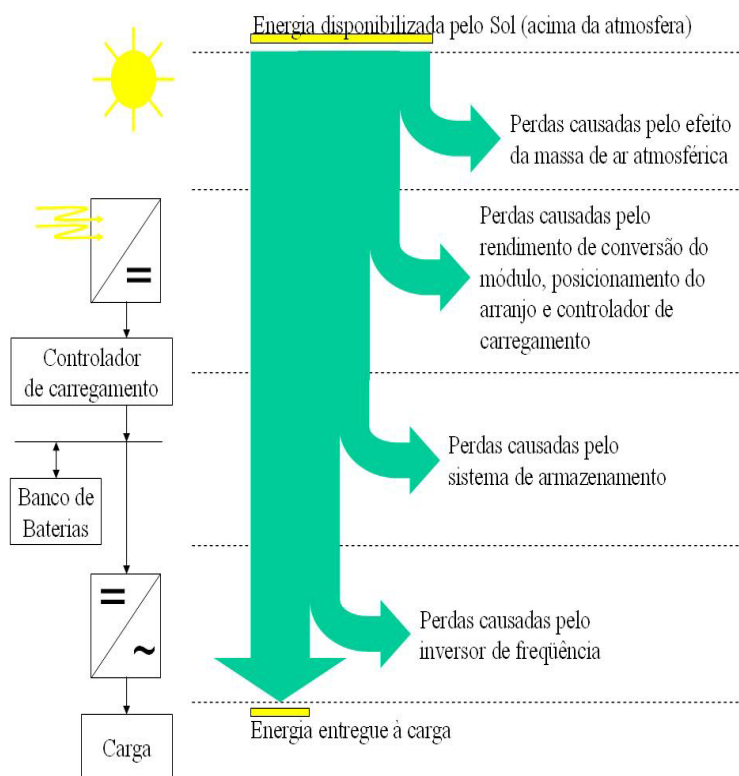 Energia disponibilizada pelo Sol (acima da atmosfera)
Perdas causadas pelo efeito
da massa de ar atmosférica
Perdas causadas pelo
rendimento de conversão do
módulo, posicionamento do
arranjo e controlador de
carregamento
=
Controlador
de carregamento
Perdas causadas pelo
sistema de armazenamento
Banco de
Baterias
=
~
Perdas causadas pelo
inversor de freqüência
Energia entregue à carga
Carga